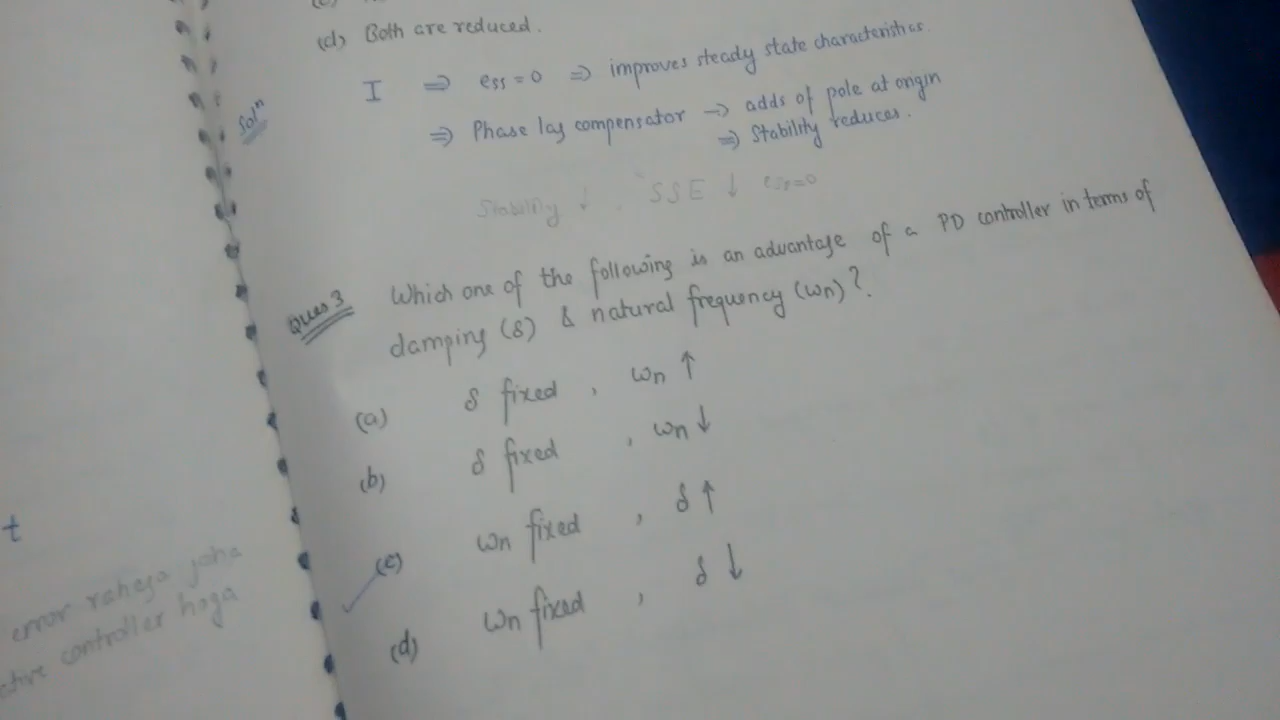 (d) Both are reduced.
Solⁿ
I ⇒ ess = 0 ⇒ improves steady state characteristics.
⇒ Phase lag compensator → adds of pole at origin
⇒ Stability reduces.
Stability ↓ . SSE ↓ ess=0
Ques 3 Which one of the following is an advantage of a PD controller in terms of
damping (δ) & natural frequency (ωn)?.
(a) δ fixed , ωn ↑
(b) δ fixed , ωn ↓
(c) ωn fixed , δ ↑
(d) ωn fixed , δ ↓
t
error rahega jaha
controller hoga